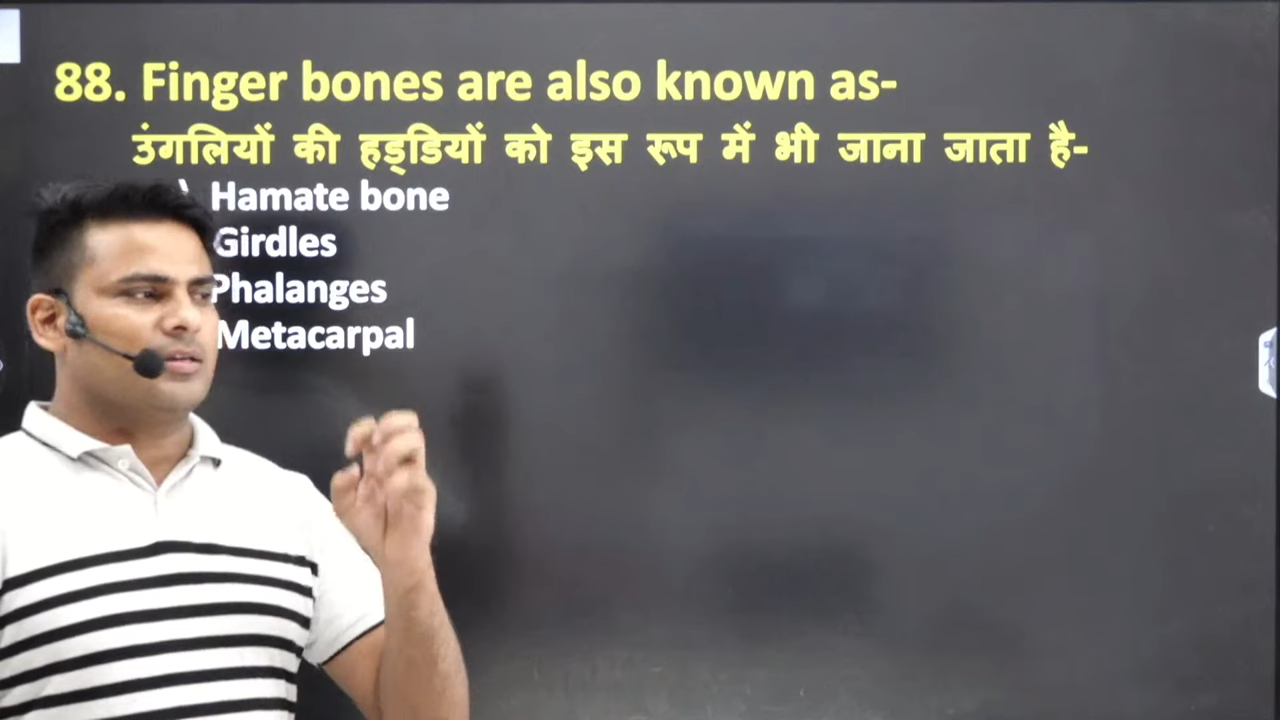 88. Finger bones are also known as-
उंगलियों की हड्डियों को इस रूप में भी जाना जाता है-
) Hamate bone
Girdles
Phalanges
Metacarpal